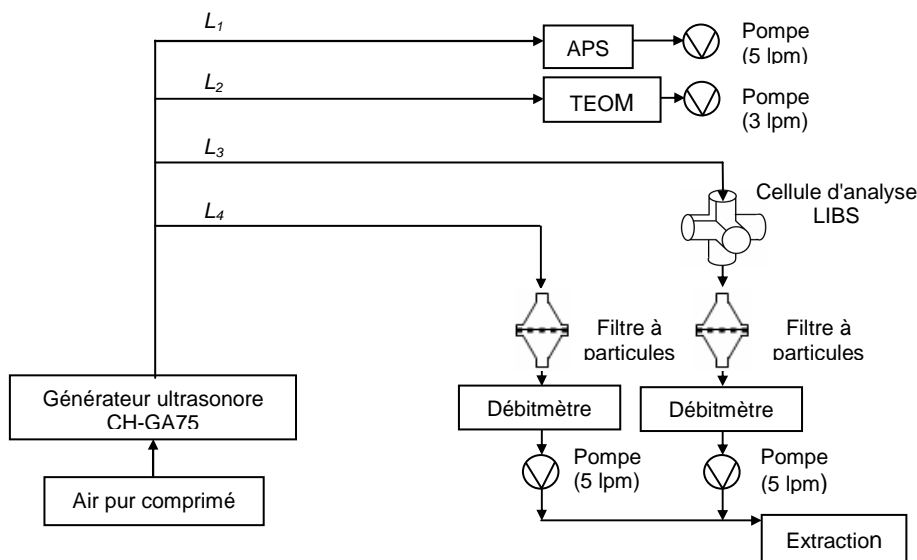 L1
APS
Pompe
(5 lpm)
L2
TEOM
Pompe
(3 lpm)
L3
Cellule d'analyse
LIBS
L4
Filtre à
particules
Filtre à
particules
Générateur ultrasonore
CH-GA75
Débitmètre
Débitmètre
Air pur comprimé
Pompe
(5 lpm)
Pompe
(5 lpm)
Extraction